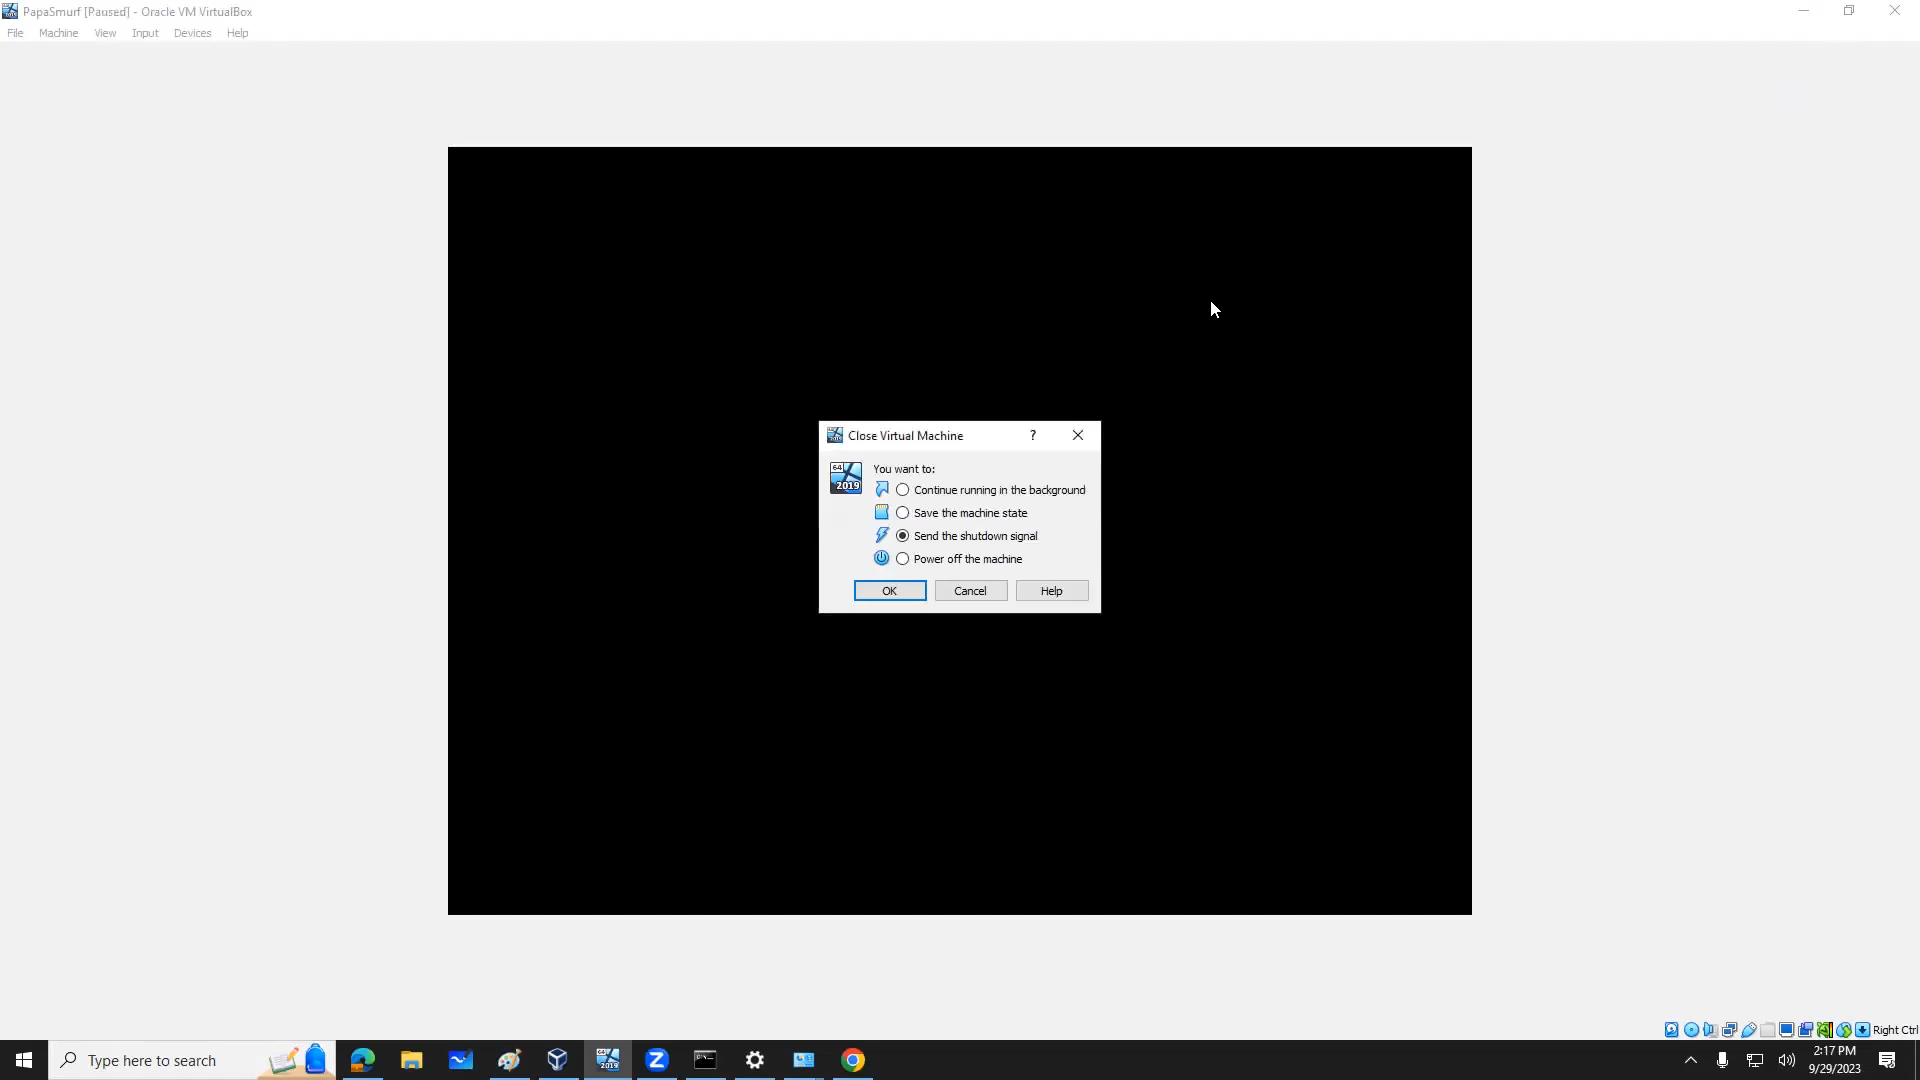 PapaSmurf [Paused] - Oracle VM VirtualBox
File Machine View Input Devices Help
Close Virtual Machine ?
64
2019
You want to:
Continue running in the background
Save the machine state
Send the shutdown signal
Power off the machine
OK Cancel Help
Right Ctrl
Type here to search
2:17 PM
9/29/2023